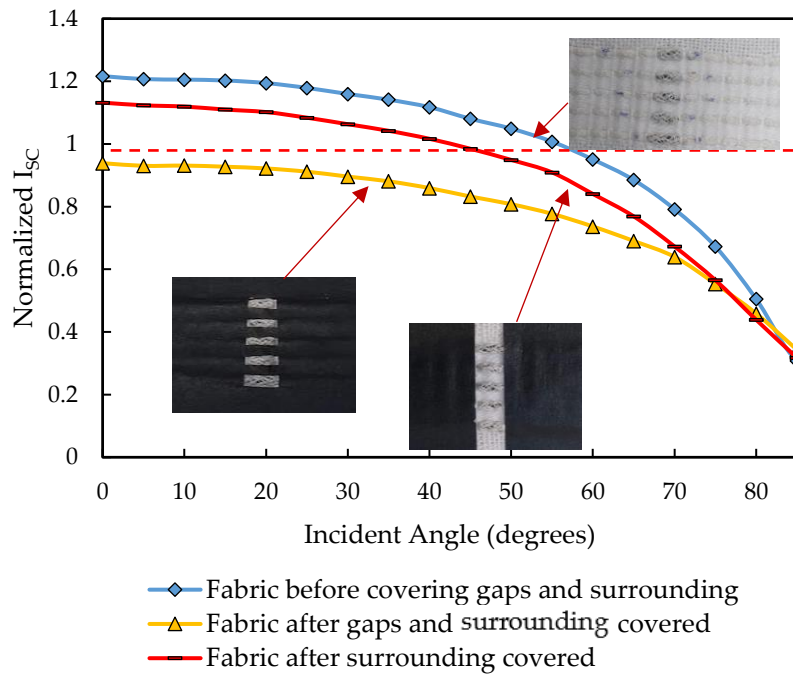 1.4
1.2
1
0.8
0.6
0.4
0.2
0
Normalized I_SC
0 10 20 30 40 50 60 70 80
Incident Angle (degrees)
Fabric before covering gaps and surrounding
Fabric after gaps and surrounding covered
Fabric after surrounding covered